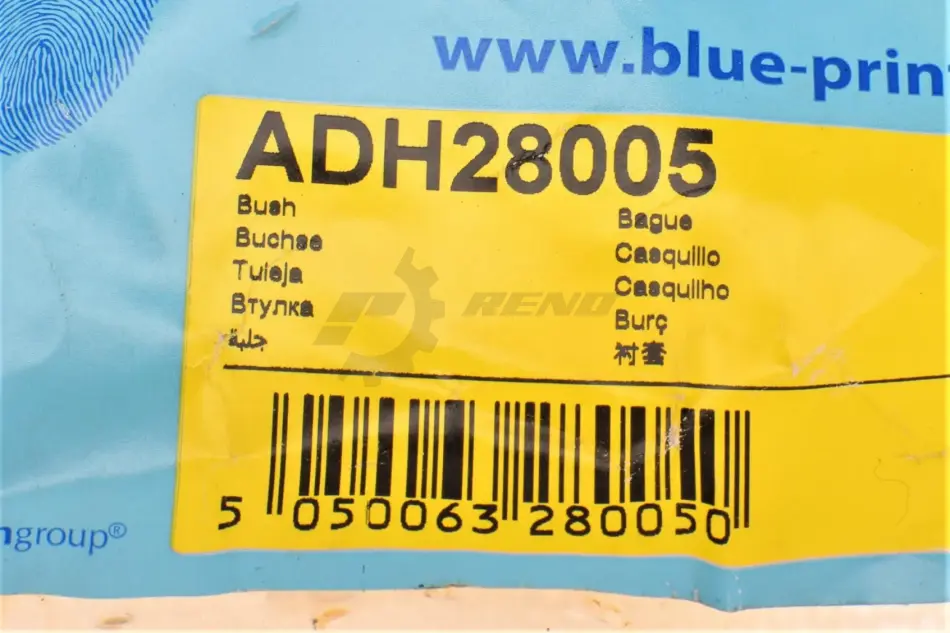 www.blue-prin
ADH28005
Bush
Buchse
Tuleja
Втулка
جلبة
Bague
Casquillo
Casquilho
Burç
衬套
RENO
5 050063 280050
group®